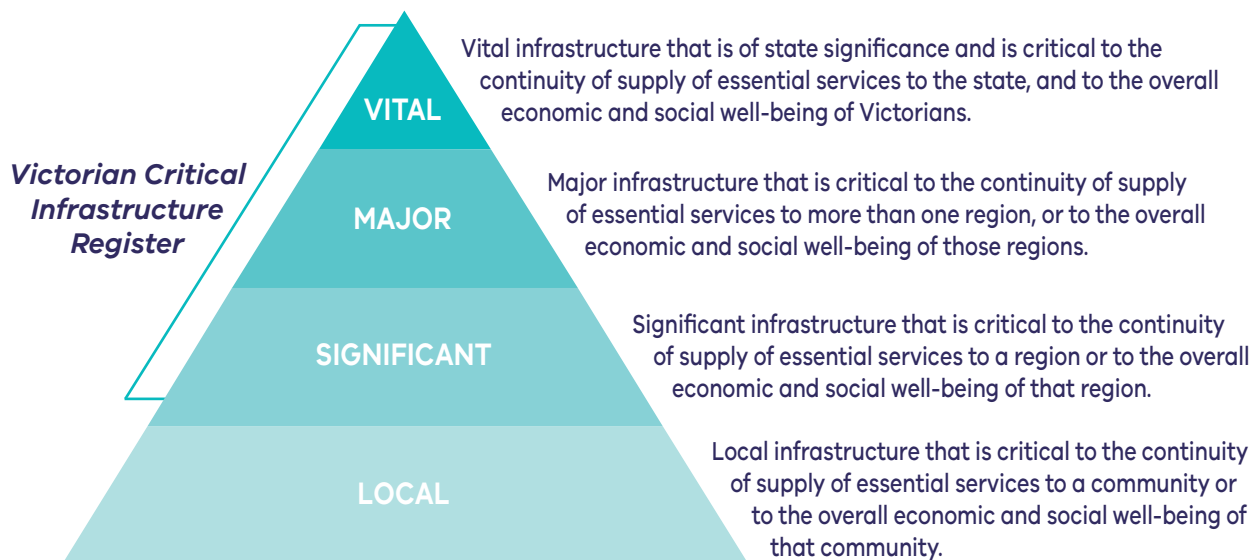 Victorian Critical
Infrastructure
Register
VITAL
Vital infrastructure that is of state significance and is critical to the
continuity of supply of essential services to the state, and to the overall
economic and social well-being of Victorians.
MAJOR
Major infrastructure that is critical to the continuity of supply
of essential services to more than one region, or to the overall
economic and social well-being of those regions.
SIGNIFICANT
Significant infrastructure that is critical to the continuity
of supply of essential services to a region or to the overall
economic and social well-being of that region.
LOCAL
Local infrastructure that is critical to the continuity
of supply of essential services to a community or
to the overall economic and social well-being of
that community.